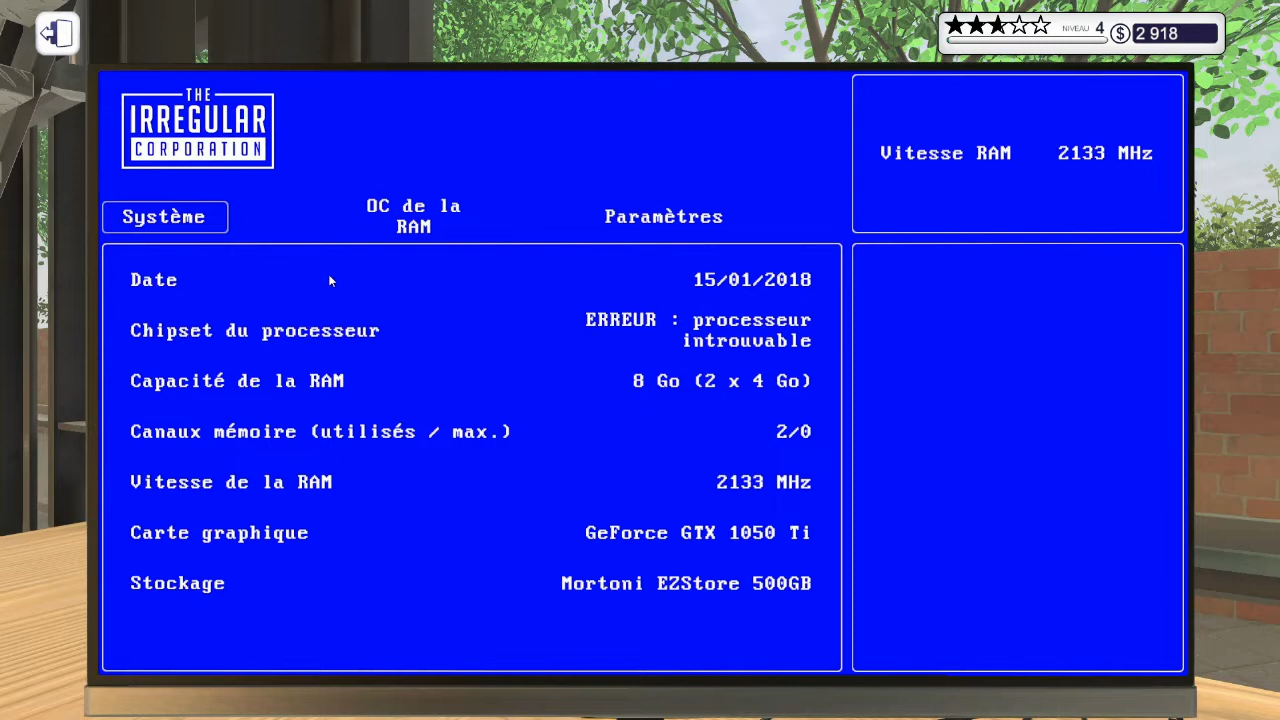 NIVEAU 4 $ 2 918
THE
IRREGULAR
CORPORATION
Vitesse RAM 2133 MHz
Système
OC de la
RAM
Paramètres
Date 15/01/2018
Chipset du processeur ERREUR : processeur
introuvable
Capacité de la RAM 8 Go (2 x 4 Go)
Canaux mémoire (utilisés / max.) 2/0
Vitesse de la RAM 2133 MHz
Carte graphique GeForce GTX 1050 Ti
Stockage Mortoni EZStore 500GB